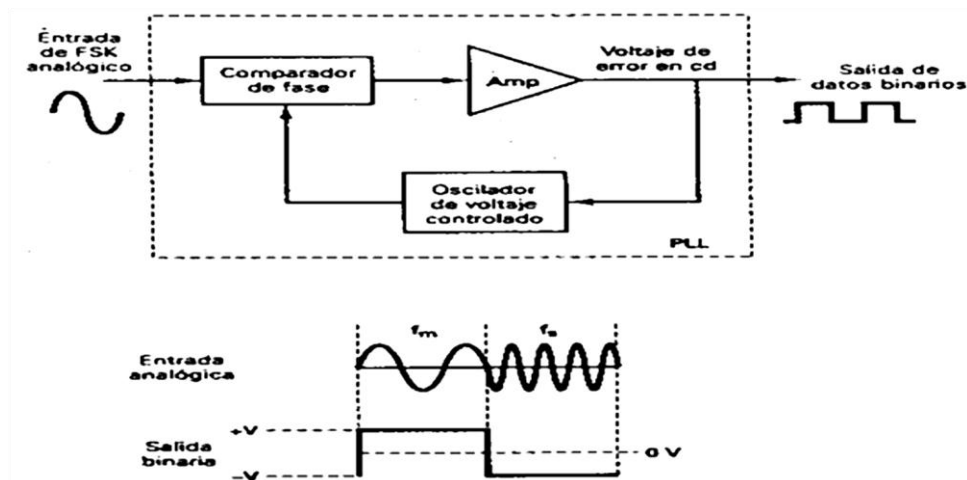 Entrada
de FSK
analógico
Comparador
de fase
Amp
Voltaje de
error en cd
Salida de
datos binarios
Oscilador
de voltaje
controlado
PLL
fm
fs
Entrada
analógica
+V
Salida
binaria
0 V
−V